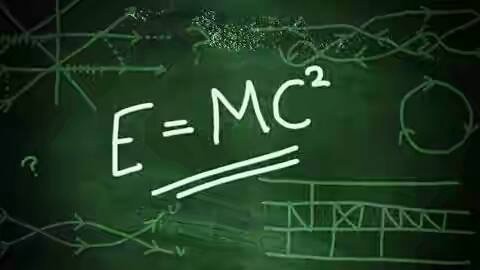 E = MC²
?